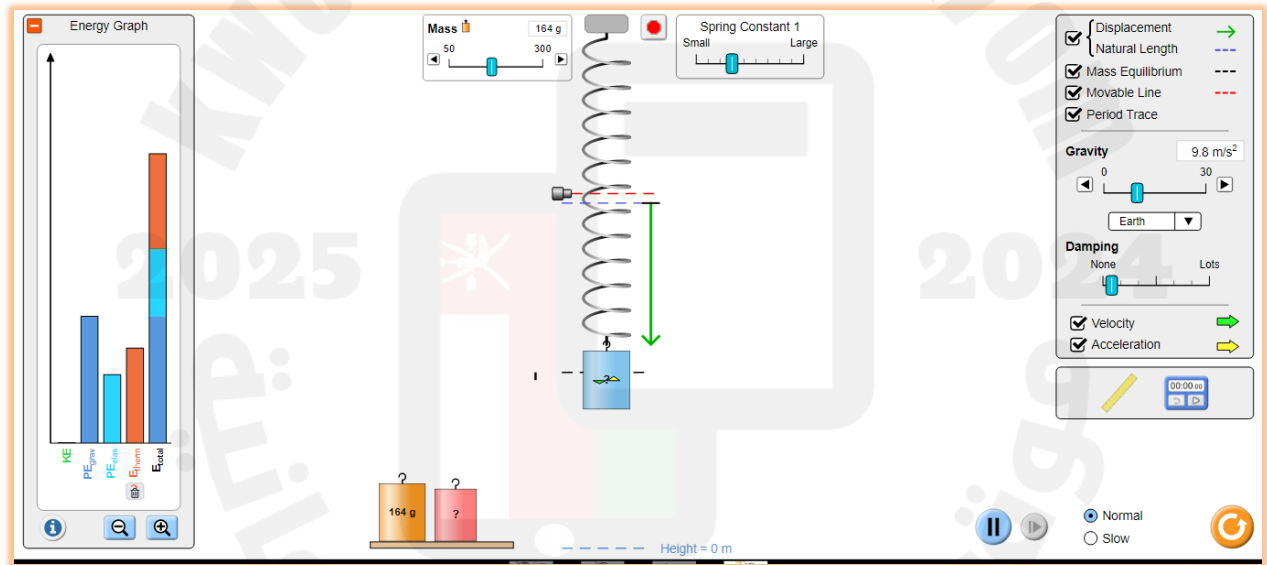 Energy Graph
KE
PEgrav
PEelas
Etherm
Etotal
Mass
164 g
50
300
Spring Constant 1
Small
Large
?
?
164 g
?
?
Height = 0 m
Displacement
Natural Length
Mass Equilibrium
Movable Line
Period Trace
Gravity
9.8 m/s²
0
30
Earth
Damping
None
Lots
Velocity
Acceleration
00:00.00
Normal
Slow
2025
2024